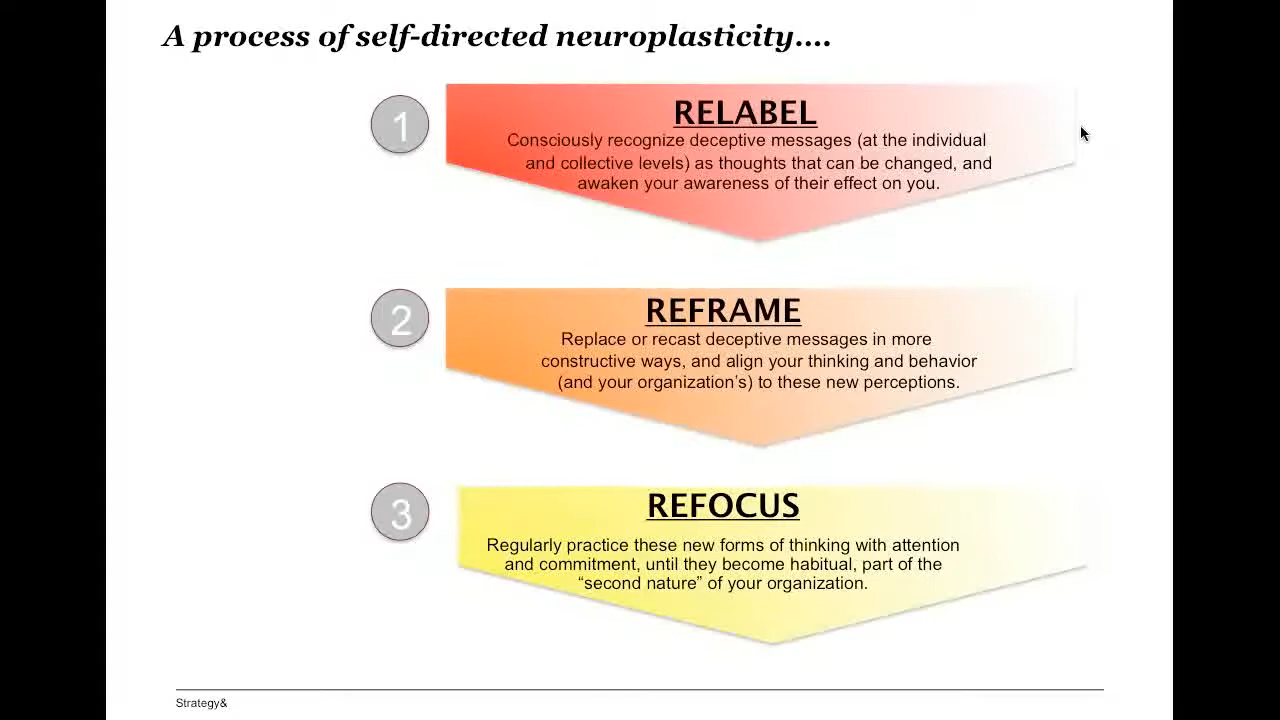 A process of self-directed neuroplasticity....
1
RELABEL
Consciously recognize deceptive messages (at the individual
and collective levels) as thoughts that can be changed, and
awaken your awareness of their effect on you.
2
REFRAME
Replace or recast deceptive messages in more
constructive ways, and align your thinking and behavior
(and your organization’s) to these new perceptions.
3
REFOCUS
Regularly practice these new forms of thinking with attention
and commitment, until they become habitual, part of the
“second nature” of your organization.
Strategy&